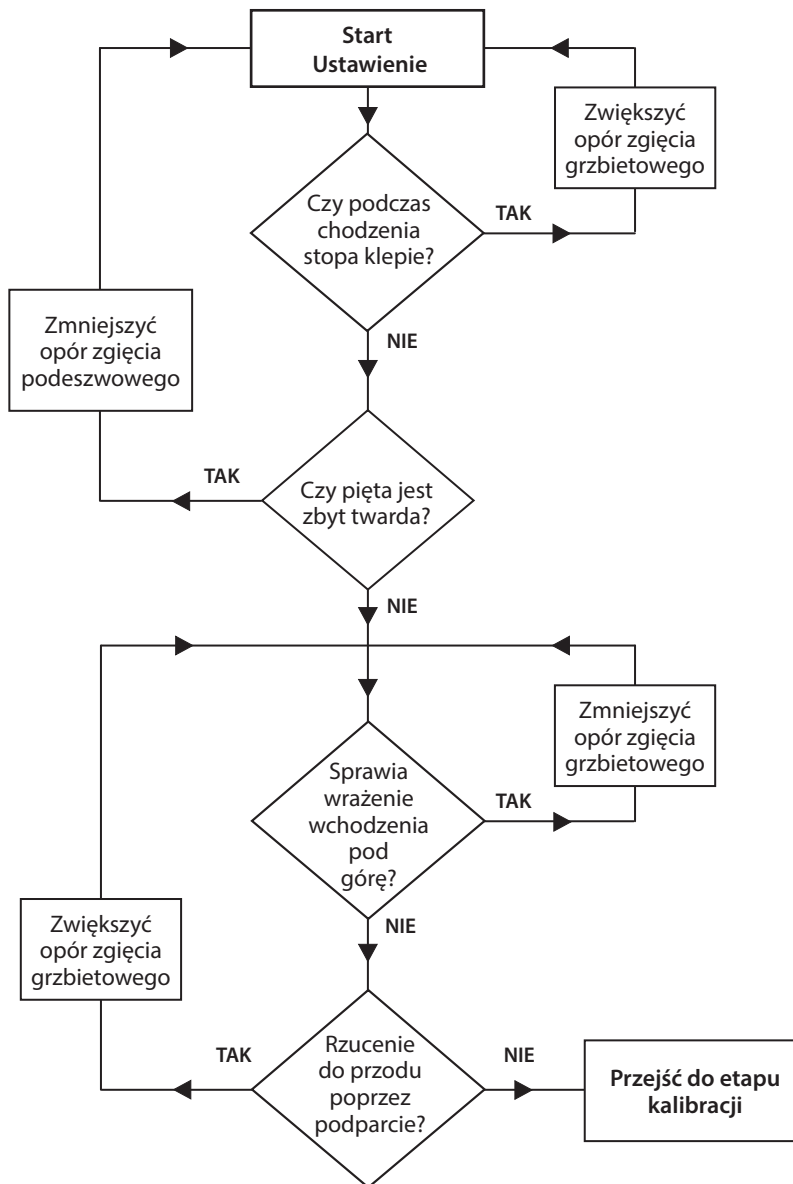 Start
Ustawienie
Zwiększyć
opór zgięcia
grzbietowego
Czy podczas
chodzenia
stopa klepie?
TAK
NIE
Zmniejszyć
opór zgięcia
podeszwowego
TAK
Czy pięta jest
zbyt twarda?
NIE
Zmniejszyć
opór zgięcia
grzbietowego
Sprawia
wrażenie
wchodzenia
pod
górę?
TAK
NIE
Zwiększyć
opór zgięcia
grzbietowego
TAK
Rzucenie
do przodu
poprzez
podparcie?
NIE
Przejść do etapu
kalibracji